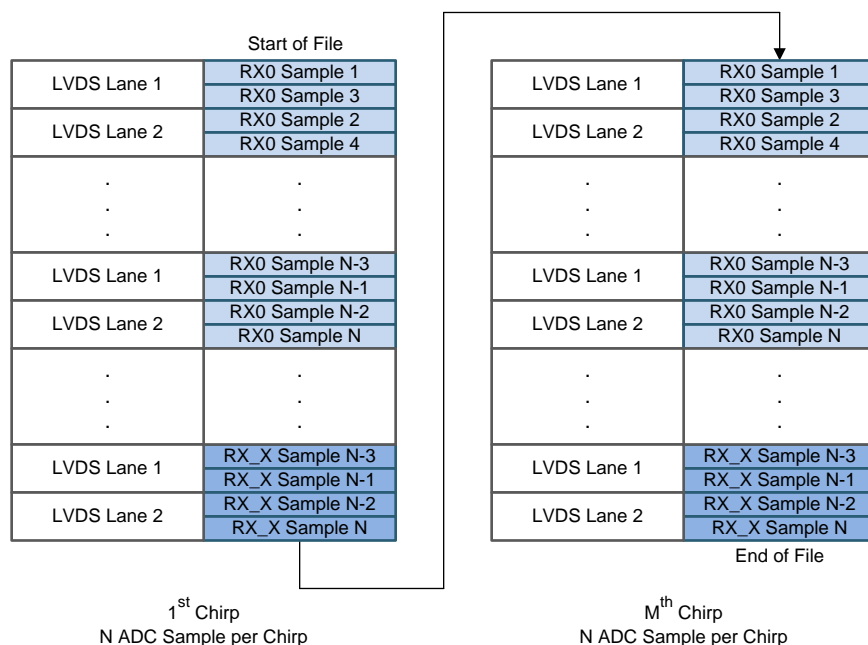 Start of File
LVDS Lane 1
RX0 Sample 1
RX0 Sample 3
LVDS Lane 2
RX0 Sample 2
RX0 Sample 4
.
.
.
.
.
.
LVDS Lane 1
RX0 Sample N-3
RX0 Sample N-1
LVDS Lane 2
RX0 Sample N-2
RX0 Sample N
.
.
.
.
.
.
LVDS Lane 1
RX_X Sample N-3
RX_X Sample N-1
LVDS Lane 2
RX_X Sample N-2
RX_X Sample N
1st Chirp
N ADC Sample per Chirp
LVDS Lane 1
RX0 Sample 1
RX0 Sample 3
LVDS Lane 2
RX0 Sample 2
RX0 Sample 4
.
.
.
.
.
.
LVDS Lane 1
RX0 Sample N-3
RX0 Sample N-1
LVDS Lane 2
RX0 Sample N-2
RX0 Sample N
.
.
.
.
.
.
LVDS Lane 1
RX_X Sample N-3
RX_X Sample N-1
LVDS Lane 2
RX_X Sample N-2
RX_X Sample N
End of File
Mth Chirp
N ADC Sample per Chirp